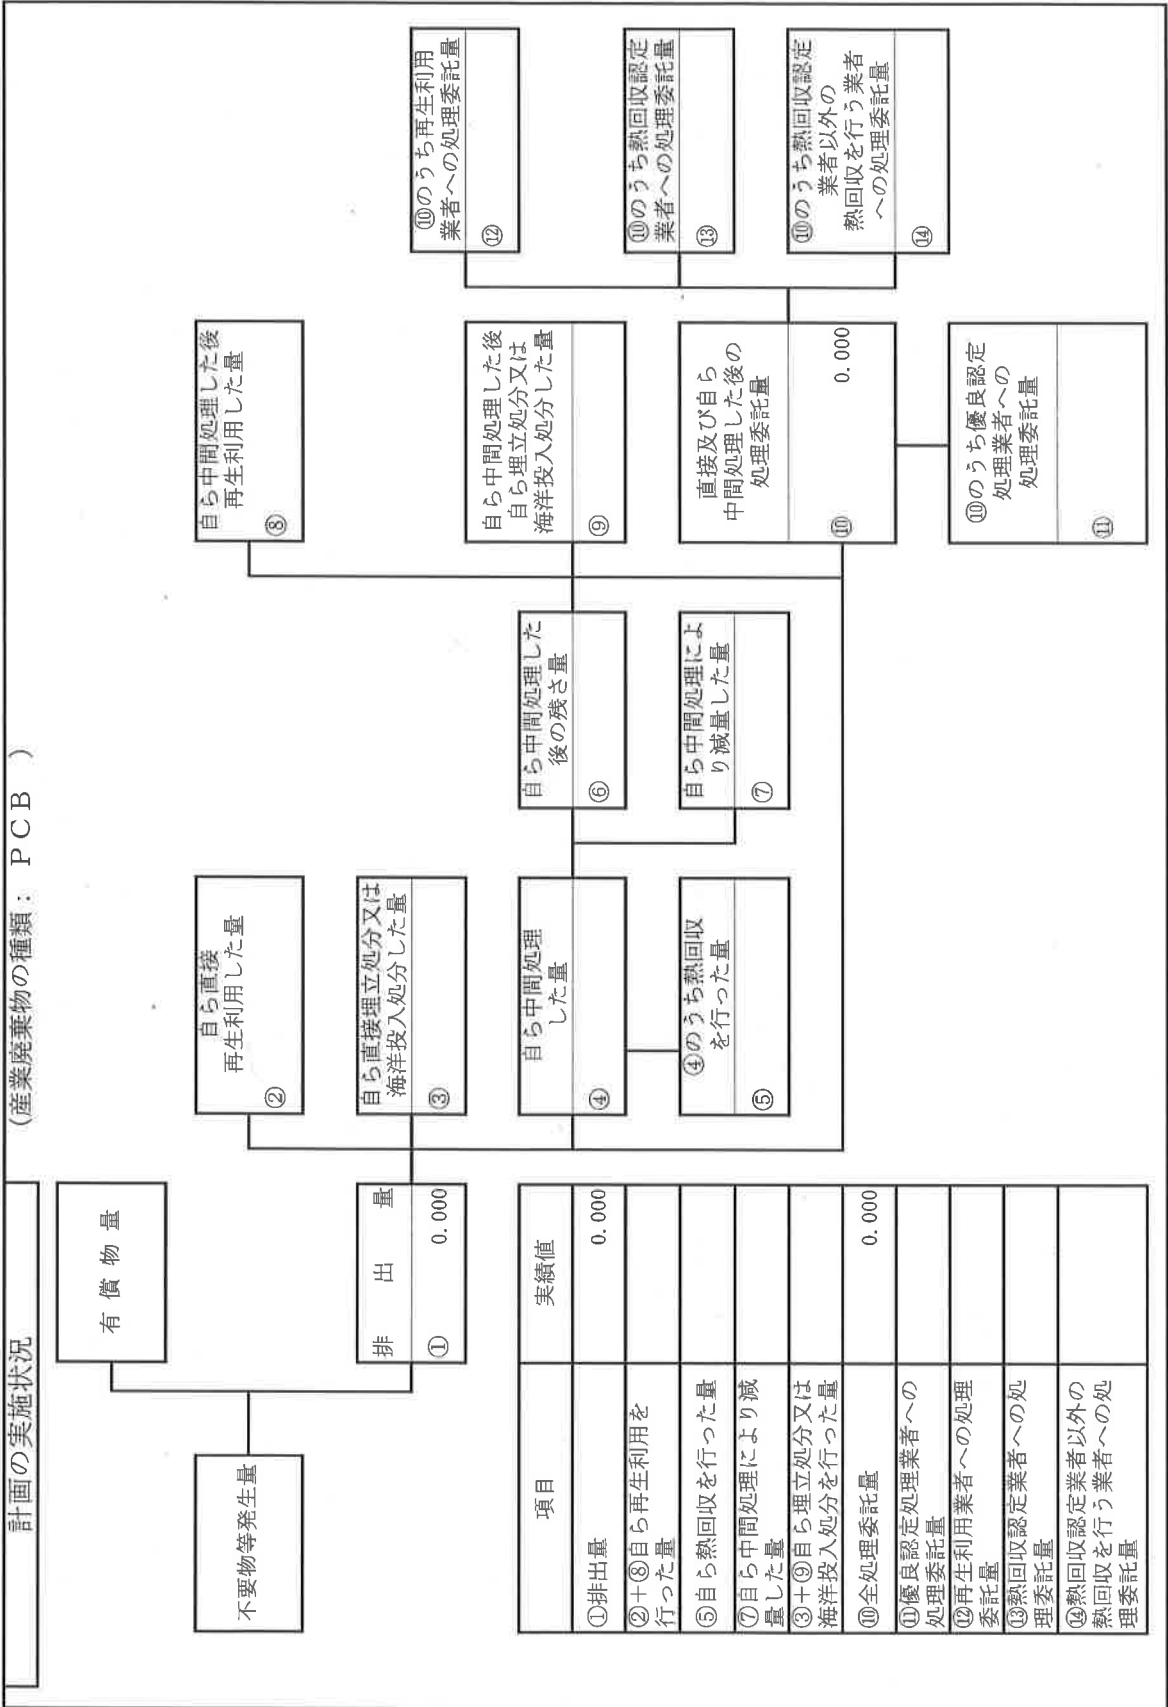 計画の実施状況
(産業廃棄物の種類： PCB )
不要物等発生量
有償物量
排出量
① 0.000
自ら直接
再生利用した量
②
自ら直接埋立処分又は
海洋投入処分した量
③
自ら中間処理
した量
④
④のうち熱回収
を行った量
⑤
自ら中間処理した
後の残さ量
⑥
自ら中間処理によ
り減量した量
⑦
自ら中間処理した後
再生利用した量
⑧
自ら中間処理した後
自ら埋立処分又は
海洋投入処分した量
⑨
直接及び自ら
中間処理した後の
処理委託量
⑩ 0.000
⑩のうち優良認定
処理業者への
処理委託量
⑪
⑩のうち再生利用
業者への処理委託量
⑫
⑩のうち熱回収認定
業者への処理委託量
⑬
⑩のうち熱回収認定
業者以外の
熱回収を行う業者
への処理委託量
⑭
項目 実績値
①排出量 0.000
②＋⑧自ら再生利用を
行った量
⑤自ら熱回収を行った量
⑦自ら中間処理により減
量した量
③＋⑨自ら埋立処分又は
海洋投入処分を行った量
⑩全処理委託量 0.000
⑪優良認定処理業者への
処理委託量
⑫再生利用業者への処理
委託量
⑬熱回収認定業者への処
理委託量
⑭熱回収認定業者以外の
熱回収を行う業者への処
理委託量